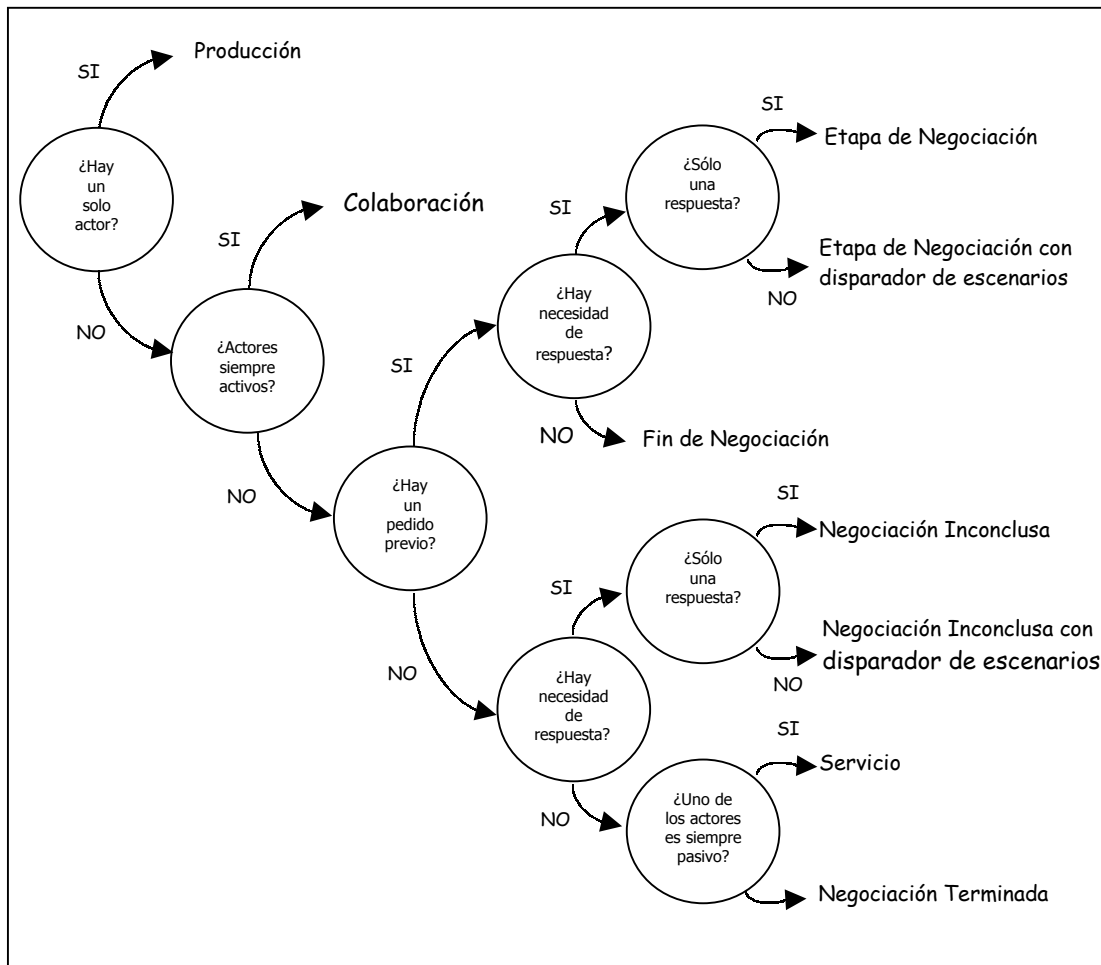 Producción
SI
¿Hay
un
solo
actor?
NO
Colaboración
SI
¿Actores
siempre
activos?
NO
SI
¿Hay
un
pedido
previo?
NO
SI
¿Hay
necesidad
de
respuesta?
NO
Fin de Negociación
SI
Etapa de Negociación
¿Sólo
una
respuesta?
Etapa de Negociación con
disparador de escenarios
NO
SI
¿Hay
necesidad
de
respuesta?
NO
SI
Negociación Inconclusa
¿Sólo
una
respuesta?
Negociación Inconclusa con
disparador de escenarios
NO
SI
Servicio
¿Uno de
los actores
es siempre
pasivo?
Negociación Terminada